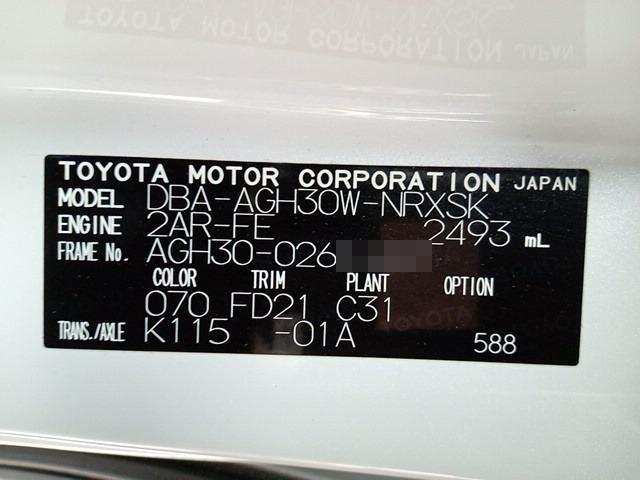 TOYOTA MOTOR CORPORATION JAPAN
MODEL DBA-AGH30W-NRXSK
ENGINE 2AR-FE 2493 mL
FRAME No. AGH30-026
COLOR TRIM PLANT OPTION
070 FD21 C31
TRANS./AXLE K115 -01A 588